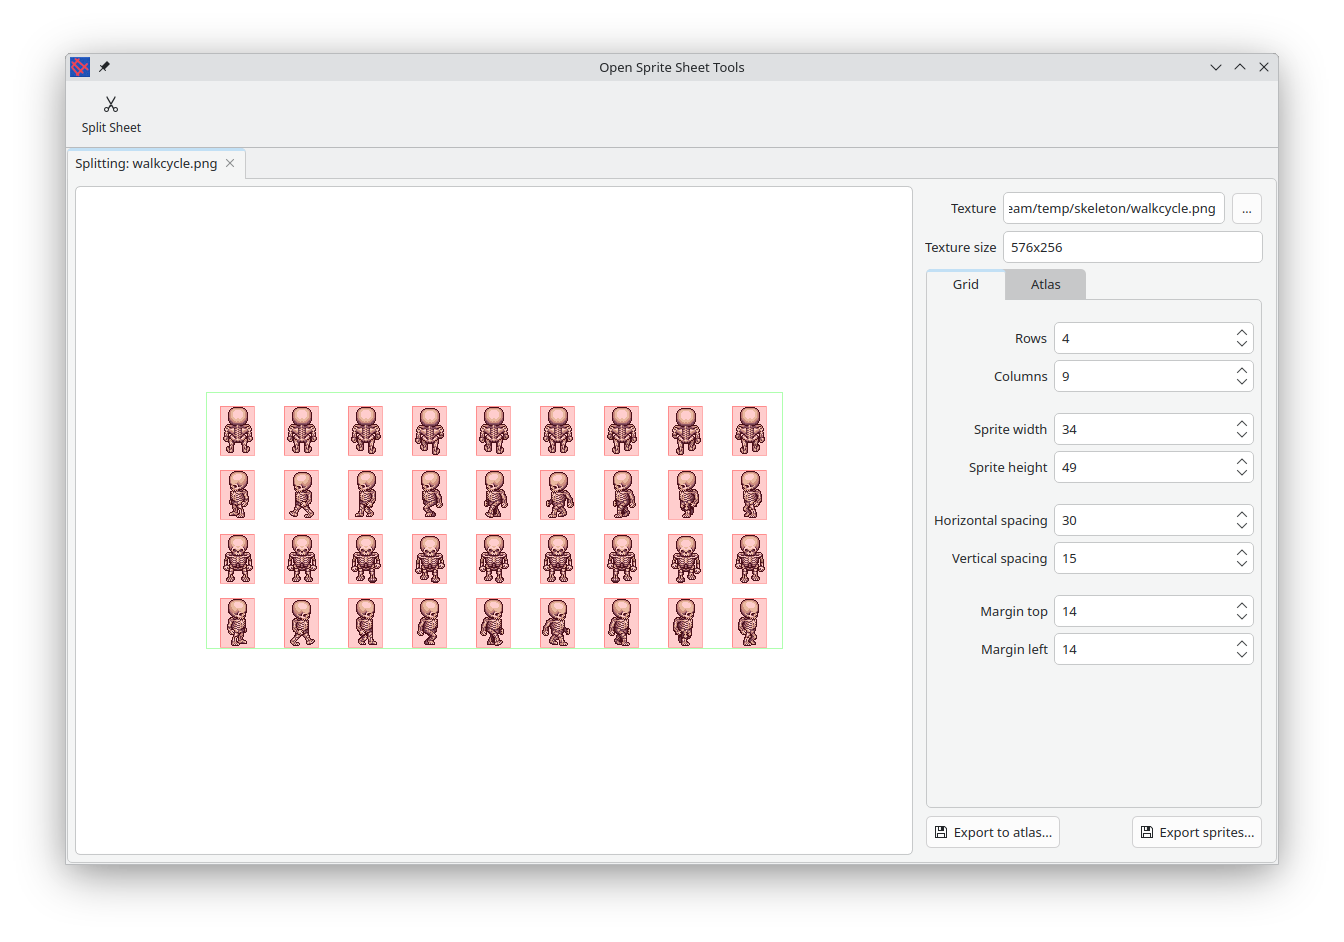 Open Sprite Sheet Tools
Split Sheet
Splitting: walkcycle.png
Texture eam/temp/skeleton/walkcycle.png ...
Texture size 576x256
Grid Atlas
Rows 4
Columns 9
Sprite width 34
Sprite height 49
Horizontal spacing 30
Vertical spacing 15
Margin top 14
Margin left 14
Export to atlas... Export sprites...